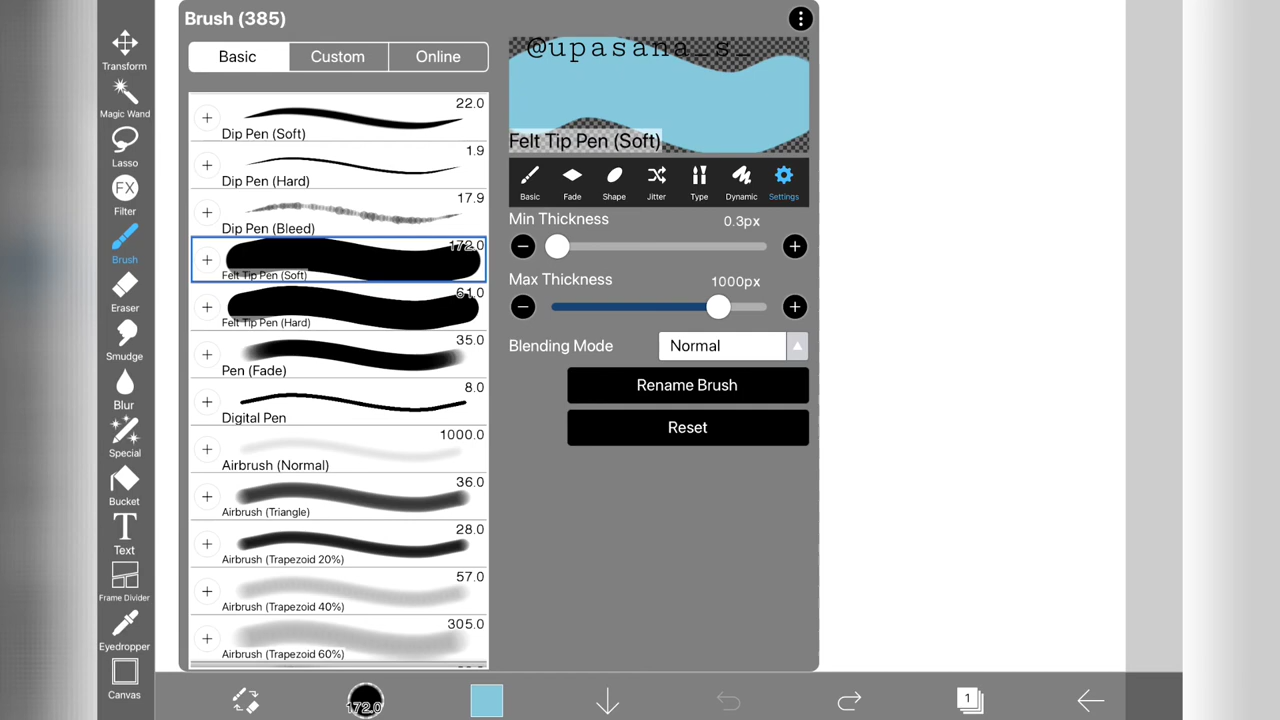 Brush (385)
Basic
Custom
Online
22.0
Dip Pen (Soft)
1.9
Dip Pen (Hard)
17.9
Dip Pen (Bleed)
172.0
Felt Tip Pen (Soft)
61.0
Felt Tip Pen (Hard)
35.0
Pen (Fade)
8.0
Digital Pen
1000.0
Airbrush (Normal)
36.0
Airbrush (Triangle)
28.0
Airbrush (Trapezoid 20%)
57.0
Airbrush (Trapezoid 40%)
305.0
Airbrush (Trapezoid 60%)
@upasana_s_
Felt Tip Pen (Soft)
Basic
Fade
Shape
Jitter
Type
Dynamic
Settings
Min Thickness
0.3px
Max Thickness
1000px
Blending Mode
Normal
Rename Brush
Reset
Transform
Magic Wand
Lasso
FX
Filter
Brush
Eraser
Smudge
Blur
Special
Bucket
T
Text
Frame Divider
Eyedropper
Canvas
172.0
1